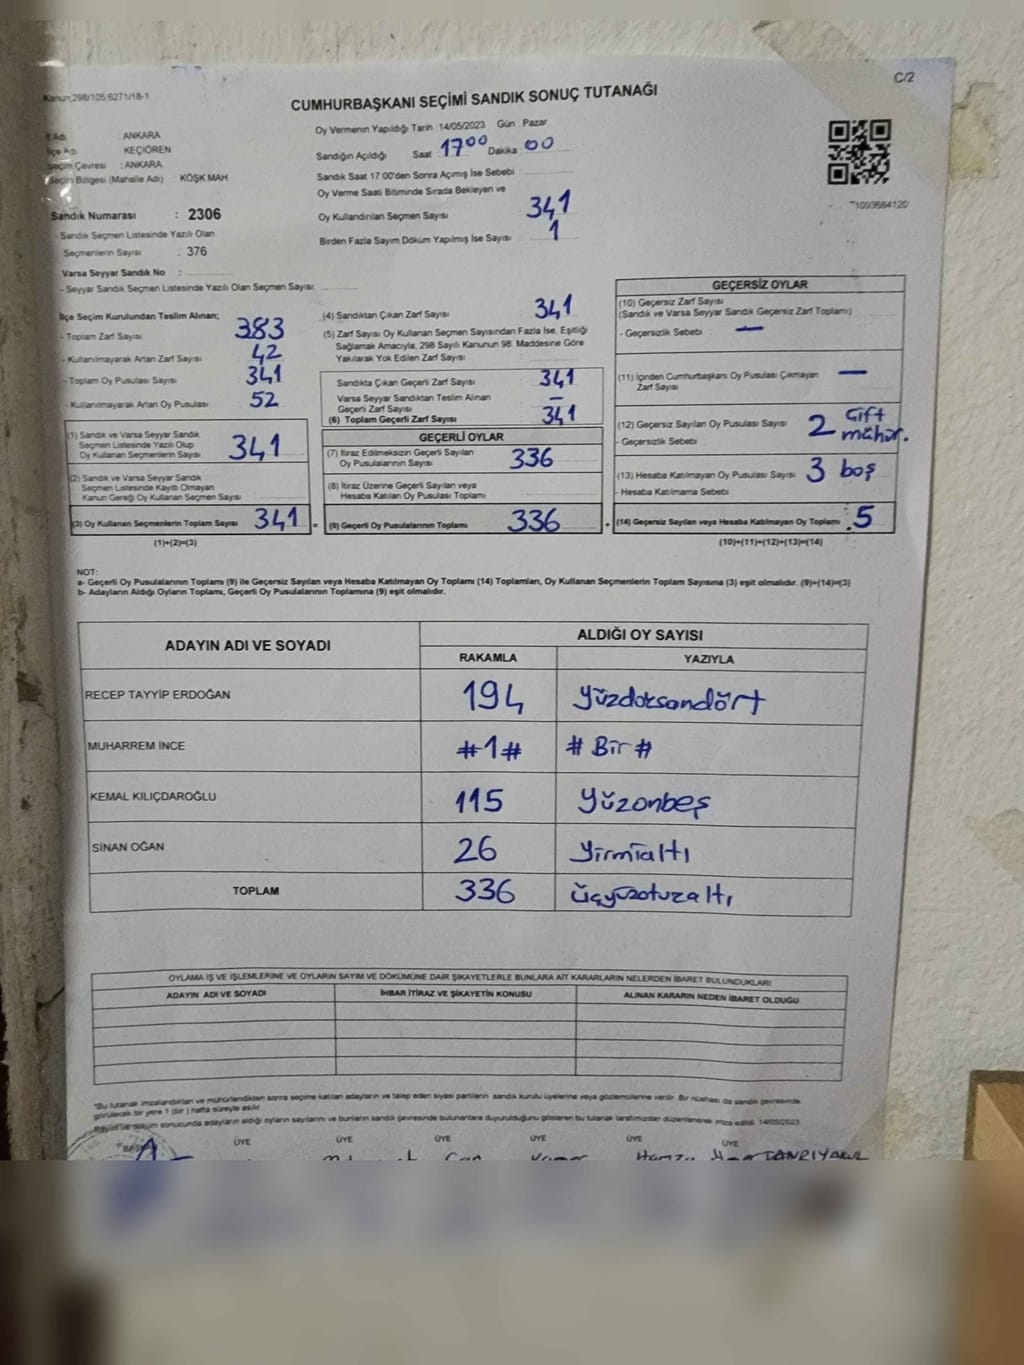 Kanun:298/105;6271/18-1
C/2
CUMHURBAŞKANI SEÇİMİ SANDIK SONUÇ TUTANAĞI
Adı ANKARA
İlçe Adı KEÇİÖREN
Seçim Çevresi : ANKARA
Seçim Bölgesi (Mahalle Adı) KÖŞK MAH
Sandık Numarası : 2306
- Sandık Seçmen Listesinde Yazılı Olan
Seçmenlerin Sayısı : 376
Varsa Seyyar Sandık No :
- Seyyar Sandık Seçmen Listesinde Yazılı Olan Seçmen Sayısı:
Oy Vermenin Yapıldığı Tarih : 14/05/2023 Gün : Pazar
Sandığın Açıldığı Saat 17⁰⁰ Dakika 00
Sandık Saat 17.00'den Sonra Açmış İse Sebebi :
Oy Verme Saati Bitiminde Sırada Bekleyen ve
Oy Kullandırılan Seçmen Sayısı : 341
Birden Fazla Sayım Döküm Yapılmış İse Sayısı : 1
1093684120
İlçe Seçim Kurulundan Teslim Alınan;
- Toplam Zarf Sayısı : 383
- Kullanılmayarak Artan Zarf Sayısı : 42
- Toplam Oy Pusulası Sayısı : 341
- Kullanılmayarak Artan Oy Pusulası : 52
(1) Sandık ve Varsa Seyyar Sandık
Seçmen Listesinde Yazılı Olup
Oy Kullanan Seçmenlerin Sayısı : 341
(2) Sandık ve Varsa Seyyar Sandık
Seçmen Listesinde Kayıtlı Olmayan
Kanun Gereği Oy Kullanan Seçmen Sayısı :
(3) Oy Kullanan Seçmenlerin Toplam Sayısı : 341 =
(1)+(2)=(3)
(4) Sandıktan Çıkan Zarf Sayısı : 341
(5) Zarf Sayısı Oy Kullanan Seçmen Sayısından Fazla İse, Eşitliği
Sağlamak Amacıyla; 298 Sayılı Kanunun 98. Maddesine Göre
Yakılarak Yok Edilen Zarf Sayısı :
Sandıkta Çıkan Geçerli Zarf Sayısı : 341
Varsa Seyyar Sandıktan Teslim Alınan
Geçerli Zarf Sayısı : —
(6) Toplam Geçerli Zarf Sayısı : 341
GEÇERLİ OYLAR
(7) İtiraz Edilmeksizin Geçerli Sayılan
Oy Pusulalarının Sayısı : 336
(8) İtiraz Üzerine Geçerli Sayılan veya
Hesaba Katılan Oy Pusulası Toplamı :
(9) Geçerli Oy Pusulalarının Toplamı : 336 +
GEÇERSİZ OYLAR
(10) Geçersiz Zarf Sayısı
(Sandık ve Varsa Seyyar Sandık Geçersiz Zarf Toplamı)
- Geçersizlik Sebebi : —
(11) İçinden Cumhurbaşkanı Oy Pusulası Çıkmayan
Zarf Sayısı : —
(12) Geçersiz Sayılan Oy Pusulası Sayısı : 2 Çift
- Geçersizlik Sebebi : mühür.
(13) Hesaba Katılmayan Oy Pusulası Sayısı : 3 boş
- Hesaba Katılmama Sebebi
(14) Geçersiz Sayılan veya Hesaba Katılmayan Oy Toplamı : 5
(10)+(11)+(12)+(13)=(14)
NOT:
a- Geçerli Oy Pusulalarının Toplamı (9) ile Geçersiz Sayılan veya Hesaba Katılmayan Oy Toplamı (14) Toplamları, Oy Kullanan Seçmenlerin Toplam Sayısına (3) eşit olmalıdır. (9)+(14)=(3)
b- Adayların Aldığı Oyların Toplamı, Geçerli Oy Pusulalarının Toplamına (9) eşit olmalıdır.
ADAYIN ADI VE SOYADI ALDIĞI OY SAYISI
RAKAMLA YAZIYLA
RECEP TAYYİP ERDOĞAN 194 yüzdoksandört
MUHARREM İNCE #1# # Bir #
KEMAL KILIÇDAROĞLU 115 yüzonbeş
SİNAN OĞAN 26 yirmialtı
TOPLAM 336 üçyüzotuzaltı
OYLAMA İŞ VE İŞLEMLERİNE VE OYLARIN SAYIM VE DÖKÜMÜNE DAİR ŞİKAYETLERLE BUNLARA AİT KARARLARIN NELERDEN İBARET BULUNDUKLARI
ADAYIN ADI VE SOYADI İHBAR İTİRAZ VE ŞİKAYETİN KONUSU ALINAN KARARIN NEDEN İBARET OLDUĞU
"Bu tutanak imzalandıktan ve mühürlendikten sonra seçime katılan adayların ve talep eden siyasi partilerin sandık kurulu üyelerine veya gözlemcilerine verilir. Bir nüshası da sandık çevresinde
görülecek bir yere 1 (bir) hafta süreyle asılır.
Sayım ve döküm sonucunda adayların aldığı oyların sayılarını ve bunların sandık çevresinde bulunanlara duyurulduğunu gösteren bu tutanak tarafımızdan düzenlenerek imza edildi. 14/05/2023
BAŞKAN ÜYE ÜYE ÜYE ÜYE ÜYE ÜYE
Hamza TANRIYAKUL